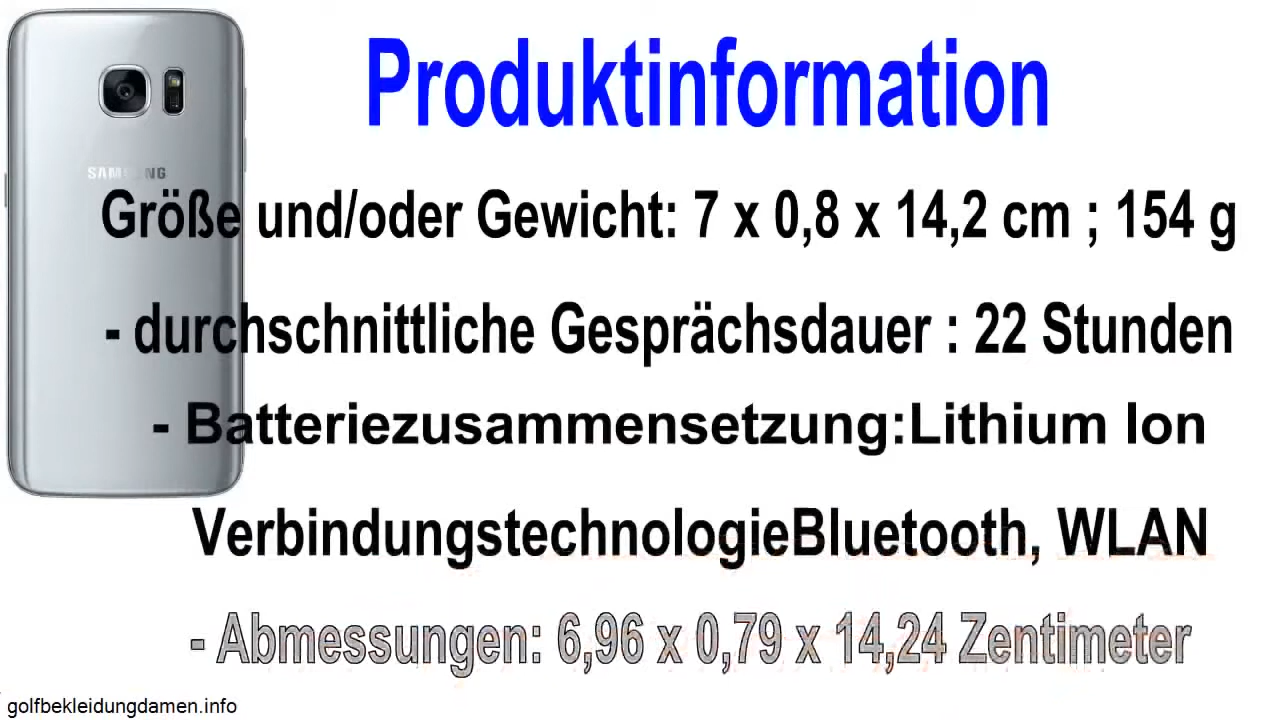 Produktinformation
SAMSUNG
Größe und/oder Gewicht: 7 x 0,8 x 14,2 cm ; 154 g
- durchschnittliche Gesprächsdauer : 22 Stunden
- Batteriezusammensetzung:Lithium Ion
VerbindungstechnologieBluetooth, WLAN
- Abmessungen: 6,96 x 0,79 x 14,24 Zentimeter
golfbekleidungdamen.info